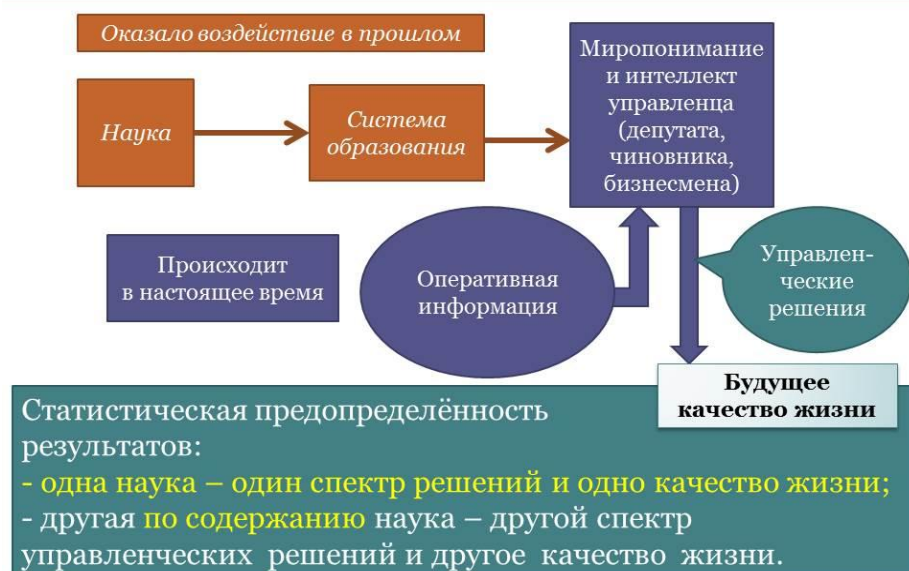 Оказало воздействие в прошлом
Миропонимание
и интеллект
управленца
(депутата,
чиновника,
бизнесмена)
Наука
Система
образования
Происходит
в настоящее время
Оперативная
информация
Управлен-
ческие
решения
Будущее
качество жизни
Статистическая предопределённость
результатов:
- одна наука – один спектр решений и одно качество жизни;
- другая по содержанию наука – другой спектр
управленческих решений и другое качество жизни.